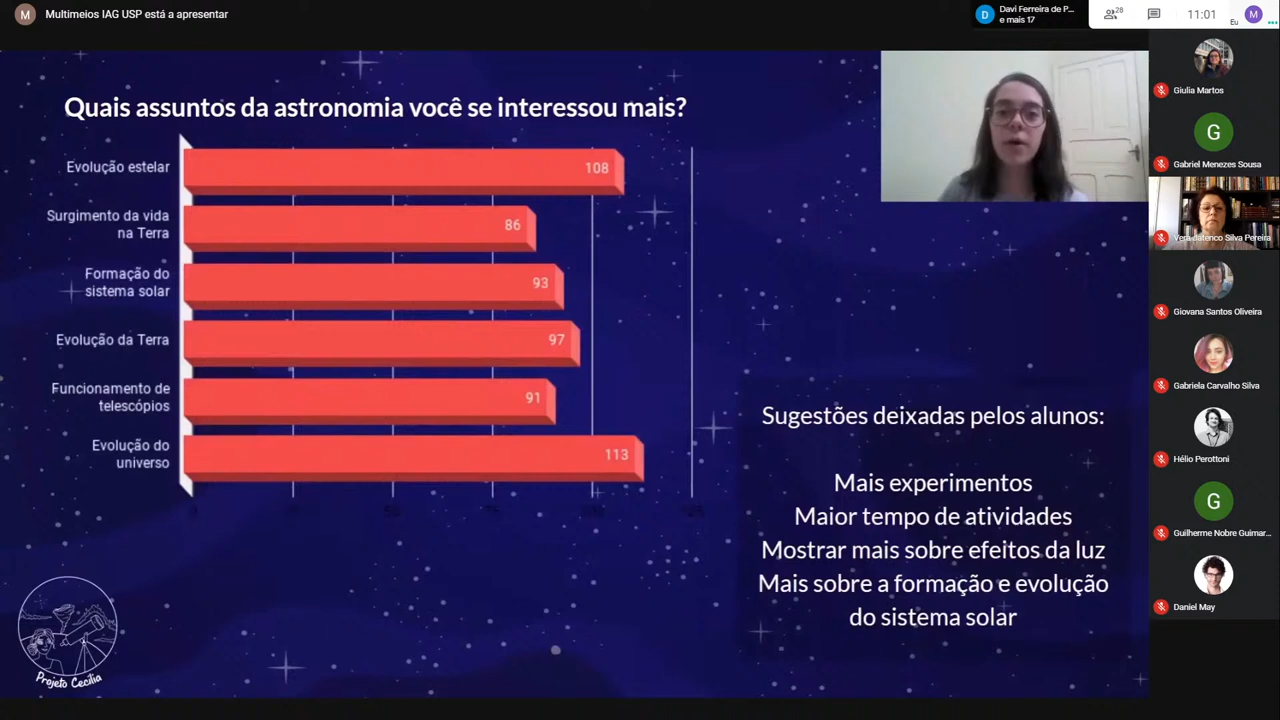 M
Multimeios IAG USP está a apresentar
D
Davi Ferreira de P...
e mais 17
28
11:01
Eu
M
Quais assuntos da astronomia você se interessou mais?
Evolução estelar
108
Surgimento da vida
na Terra
86
Formação do
sistema solar
93
Evolução da Terra
97
Funcionamento de
telescópios
91
Evolução do
universo
113
Sugestões deixadas pelos alunos:
Mais experimentos
Maior tempo de atividades
Mostrar mais sobre efeitos da luz
Mais sobre a formação e evolução
do sistema solar
Projeto Cecília
Giulia Martos
G
Gabriel Menezes Sousa
Silva Pereira
Giovana Santos Oliveira
Gabriela Carvalho Silva
Hélio Perottoni
G
Guilherme Nobre Guimar...
Daniel May